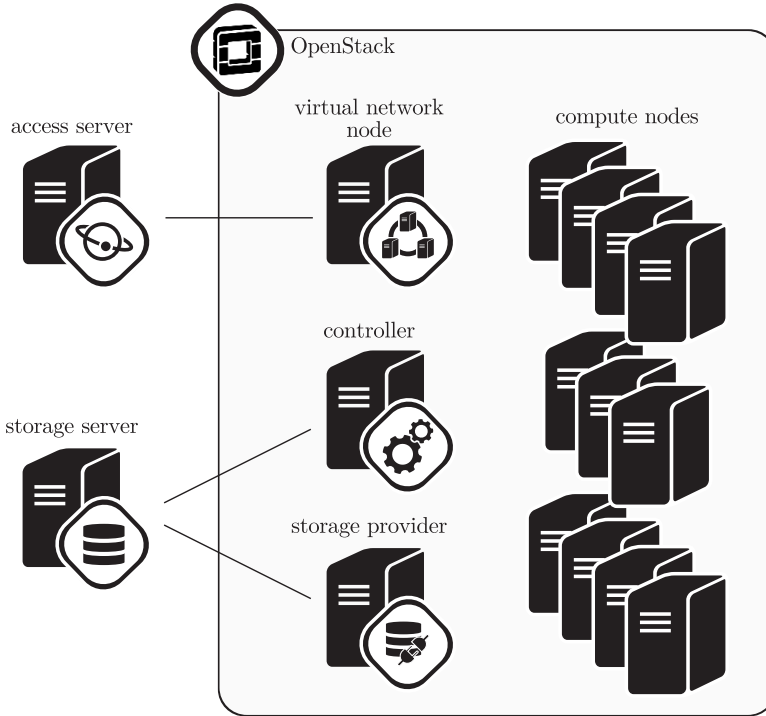 OpenStack
access server
virtual network
node
compute nodes
controller
storage server
storage provider